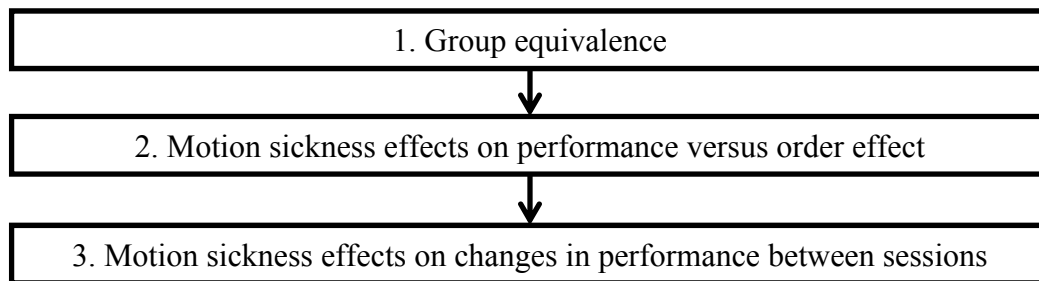 1. Group equivalence
2. Motion sickness effects on performance versus order effect
3. Motion sickness effects on changes in performance between sessions